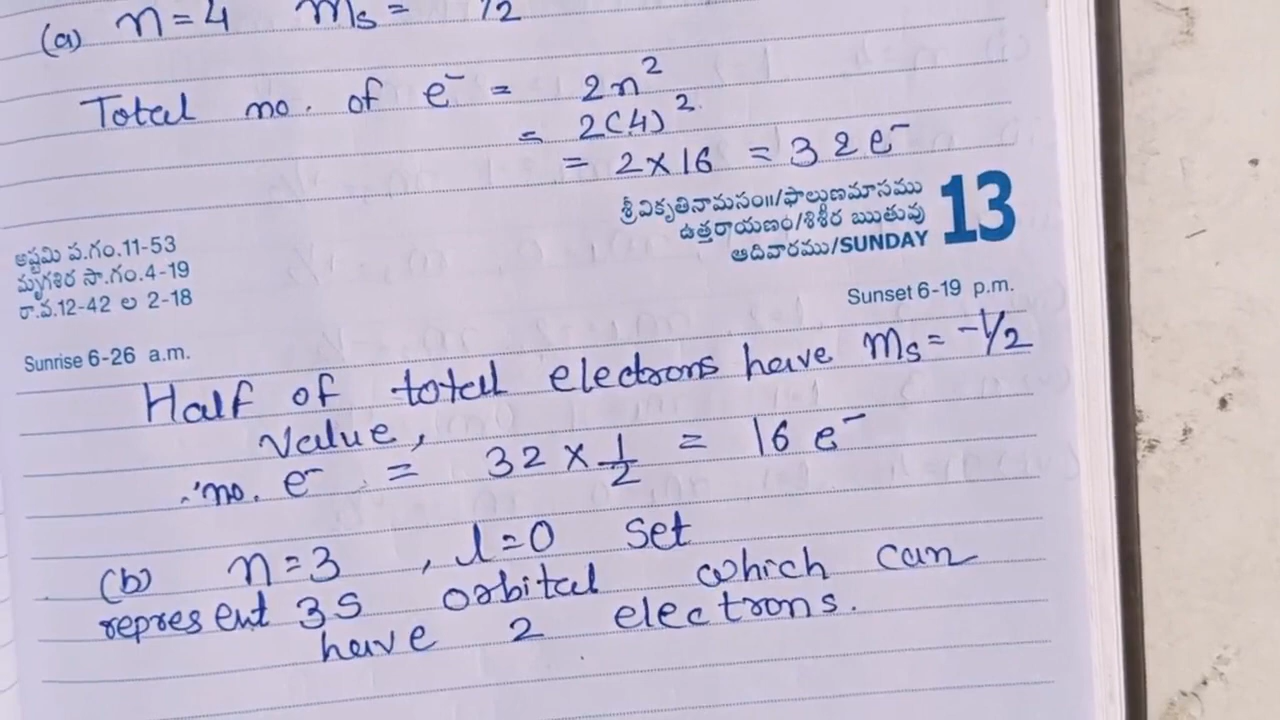 (a) n = 4 ms = 1/2
Total no. of e⁻ = 2n²
= 2(4)²
= 2×16 = 32e⁻
శ్రీ వికృతినామసం॥/ఫాల్గుణమాసము 13
ఉత్తరాయణం/శిశిర ఋతువు
ఆదివారము/SUNDAY
అష్టమి ప.గం.11-53
మృగశిర సా.గం.4-19
రా.వ.12-42 ల 2-18
Sunset 6-19 p.m.
Sunrise 6-26 a.m.
Half of total electrons have ms = -1/2
value,
∴ no. e⁻ = 32 × 1/2 = 16 e⁻
(b) n=3, l=0 set
represent 3S orbital which can
have 2 electrons.